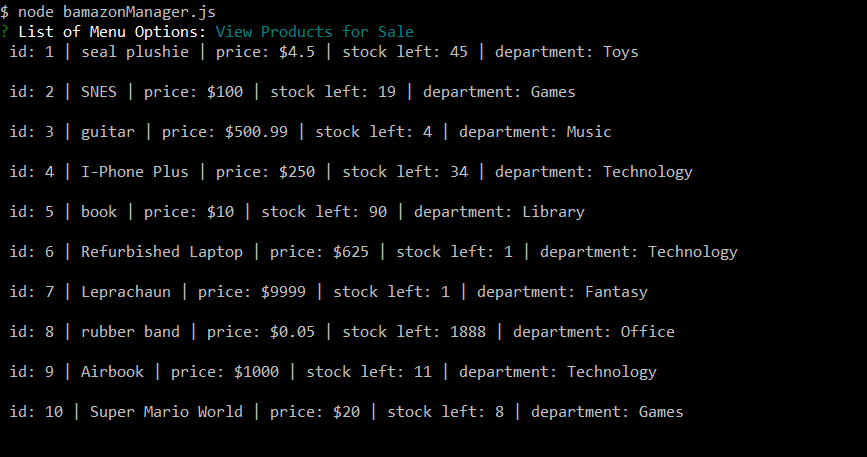 $ node bamazonManager.js
? List of Menu Options: View Products for Sale
id: 1 | seal plushie | price: $4.5 | stock left: 45 | department: Toys
id: 2 | SNES | price: $100 | stock left: 19 | department: Games
id: 3 | guitar | price: $500.99 | stock left: 4 | department: Music
id: 4 | I-Phone Plus | price: $250 | stock left: 34 | department: Technology
id: 5 | book | price: $10 | stock left: 90 | department: Library
id: 6 | Refurbished Laptop | price: $625 | stock left: 1 | department: Technology
id: 7 | Leprachaun | price: $9999 | stock left: 1 | department: Fantasy
id: 8 | rubber band | price: $0.05 | stock left: 1888 | department: Office
id: 9 | Airbook | price: $1000 | stock left: 11 | department: Technology
id: 10 | Super Mario World | price: $20 | stock left: 8 | department: Games